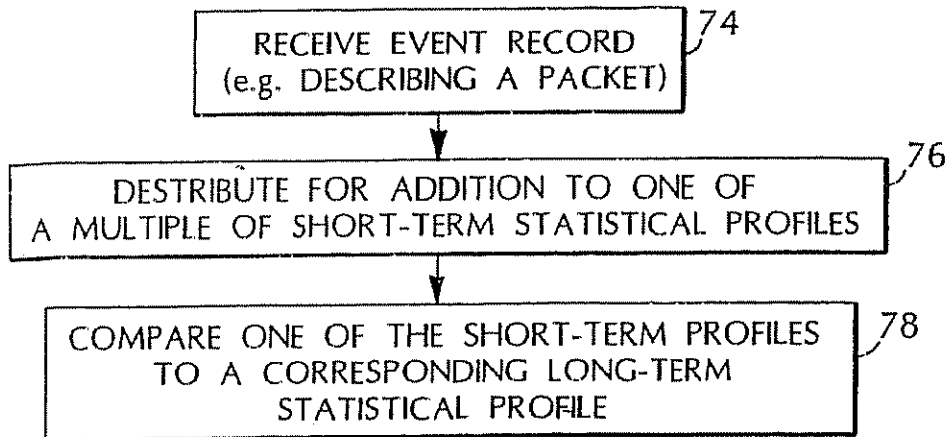 RECEIVE EVENT RECORD
(e.g. DESCRIBING A PACKET)
74
DESTRIBUTE FOR ADDITION TO ONE OF
A MULTIPLE OF SHORT-TERM STATISTICAL PROFILES
76
COMPARE ONE OF THE SHORT-TERM PROFILES
TO A CORRESPONDING LONG-TERM
STATISTICAL PROFILE
78